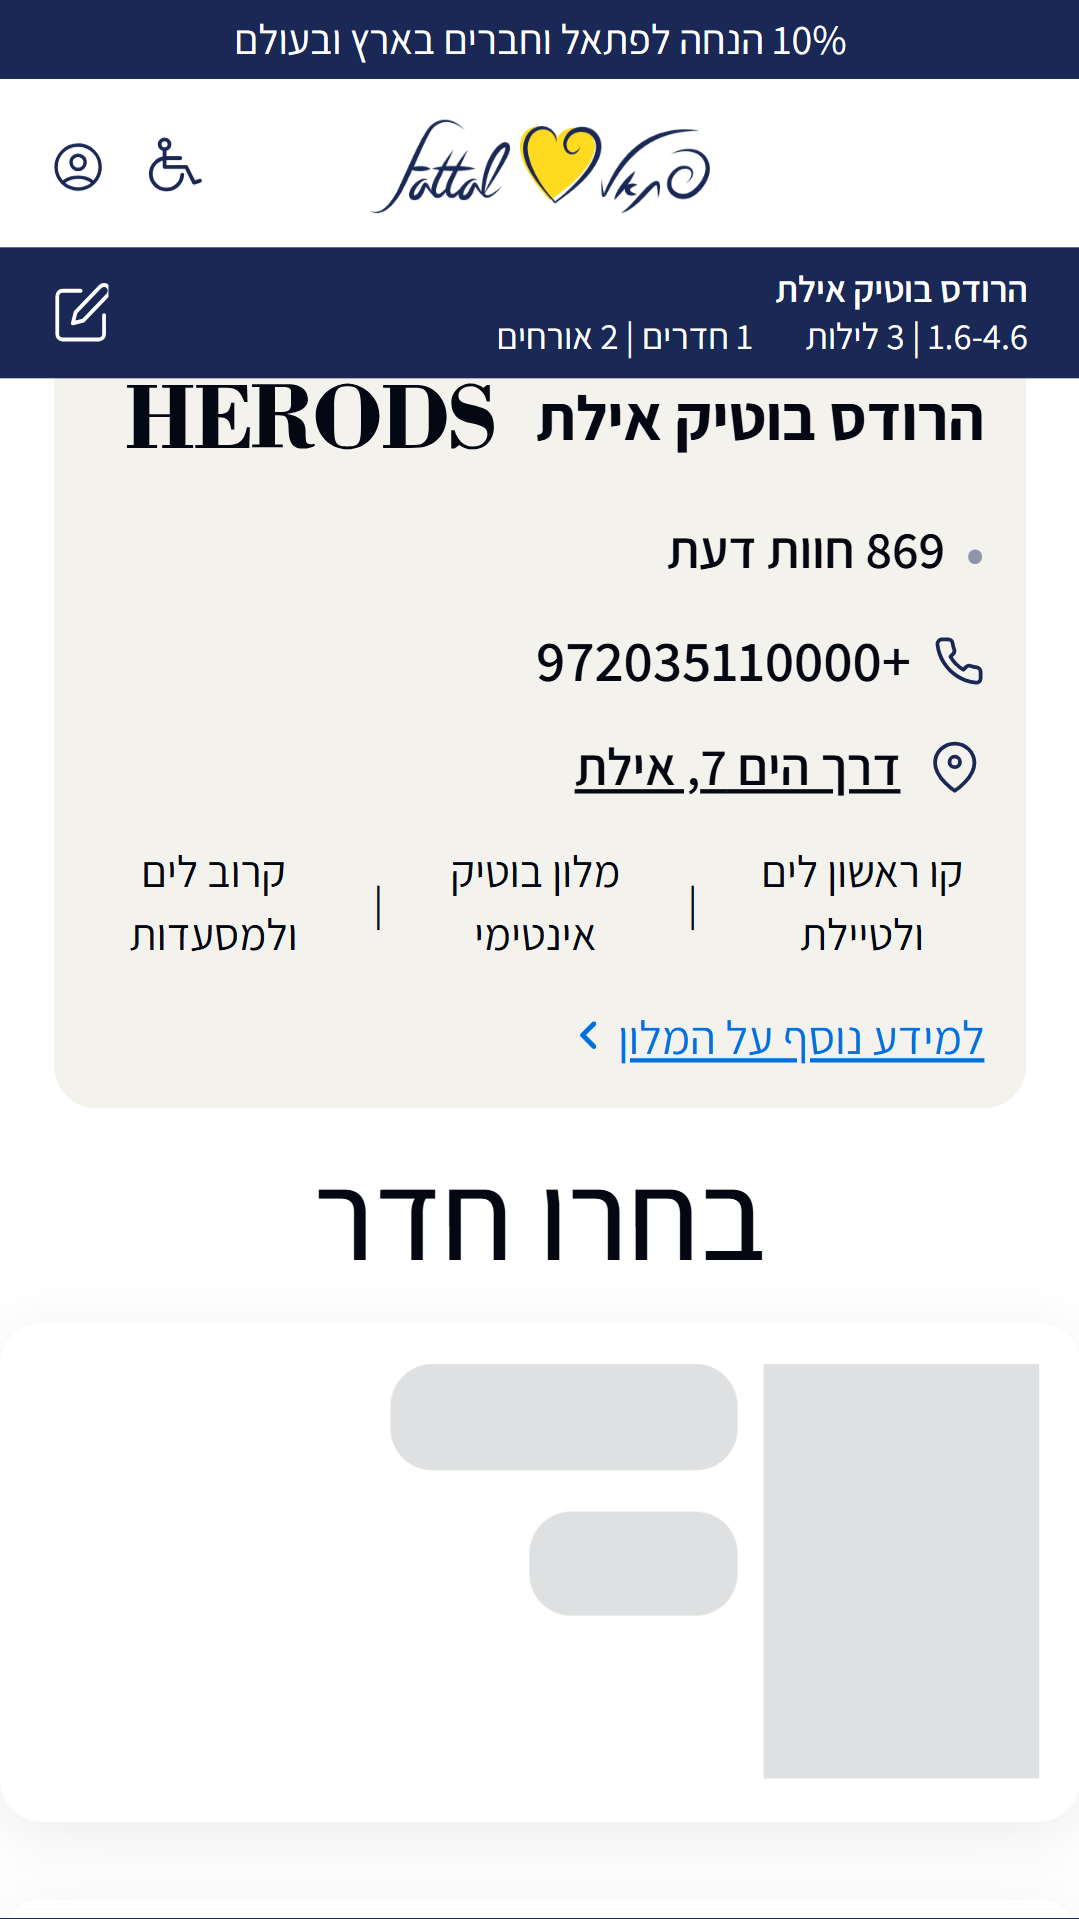 10% הנחה לפתאל וחברים בארץ ובעולם
fattal פתאל
הרודס בוטיק אילת
1.6-4.6 | 3 לילות 1 חדרים | 2 אורחים
הרודס בוטיק אילת HERODS
869 חוות דעת
972035110000+
דרך הים 7, אילת
קו ראשון לים ולטיילת | מלון בוטיק אינטימי | קרוב לים ולמסעדות
למידע נוסף על המלון
בחרו חדר